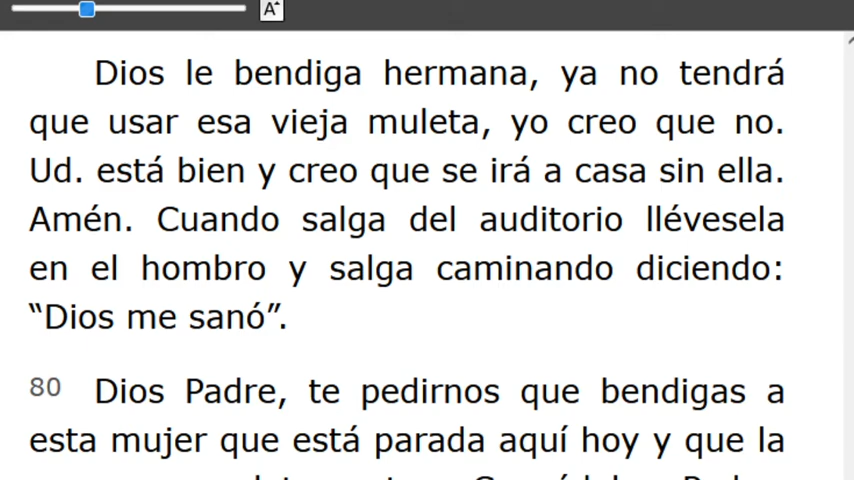 A
Dios le bendiga hermana, ya no tendrá
que usar esa vieja muleta, yo creo que no.
Ud. está bien y creo que se irá a casa sin ella.
Amén. Cuando salga del auditorio llévesela
en el hombro y salga caminando diciendo:
“Dios me sanó”.
80 Dios Padre, te pedirnos que bendigas a
esta mujer que está parada aquí hoy y que la